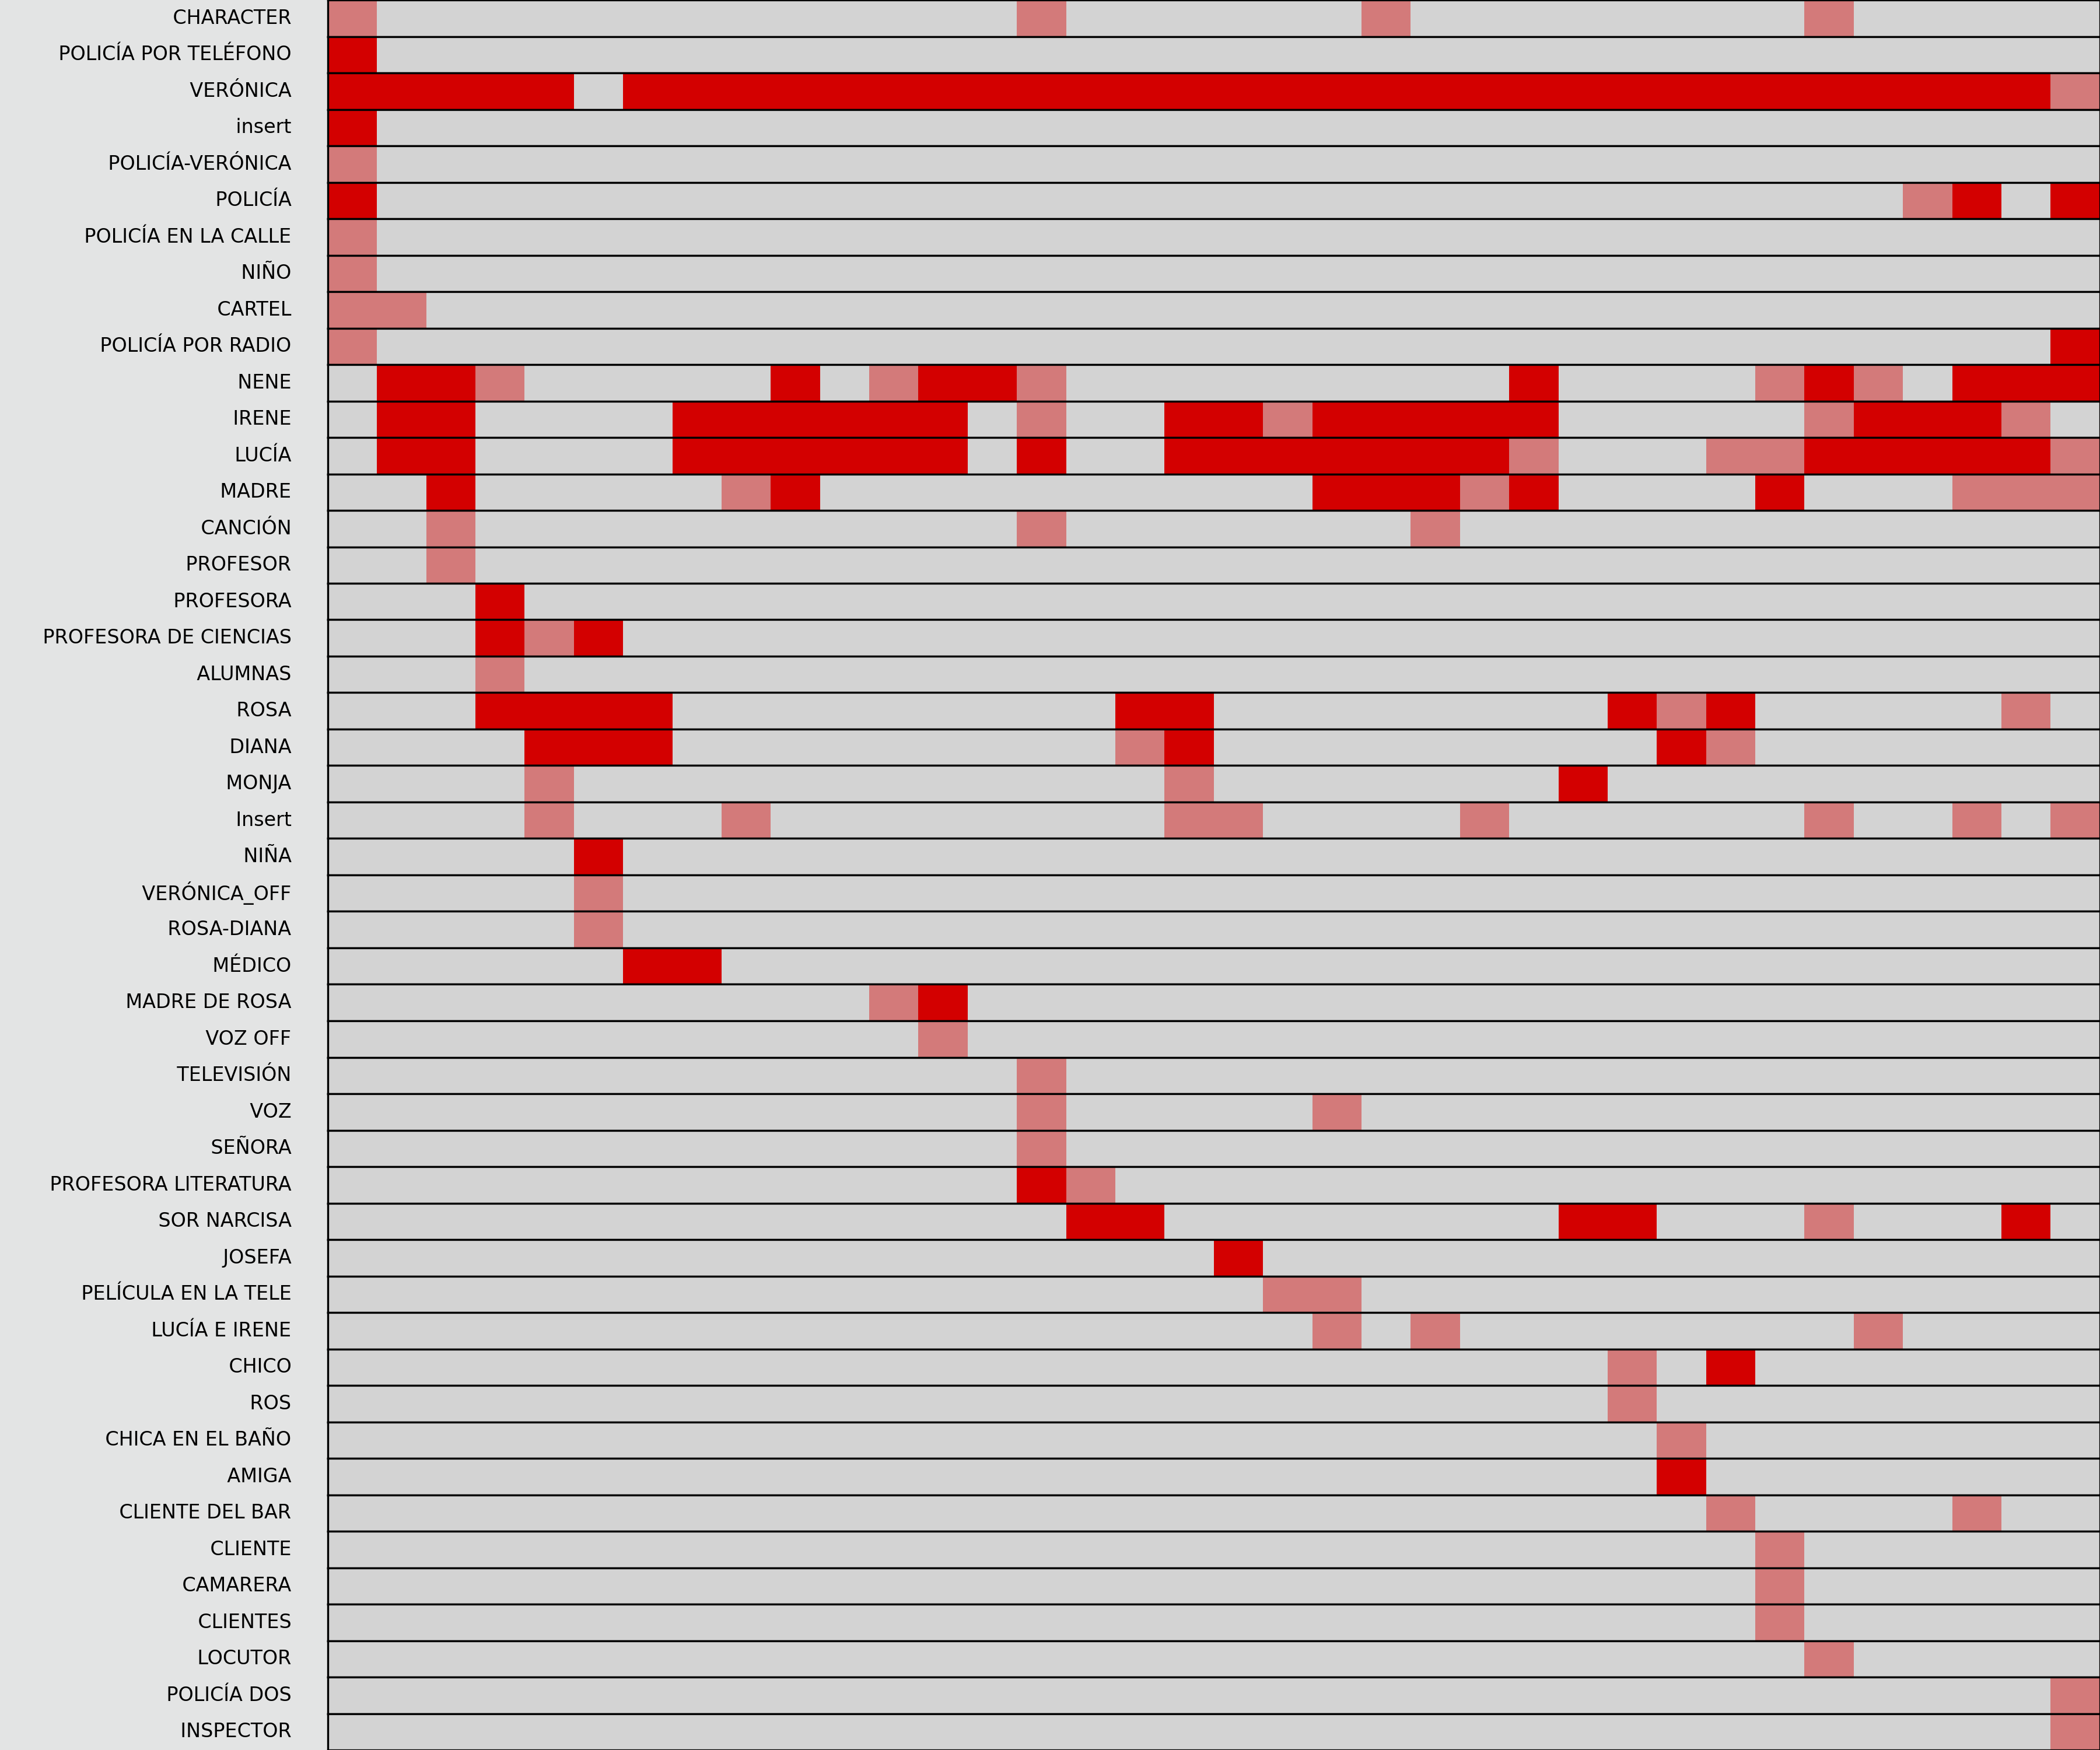 CHARACTER
POLICÍA POR TELÉFONO
VERÓNICA
insert
POLICÍA-VERÓNICA
POLICÍA
POLICÍA EN LA CALLE
NIÑO
CARTEL
POLICÍA POR RADIO
NENE
IRENE
LUCÍA
MADRE
CANCIÓN
PROFESOR
PROFESORA
PROFESORA DE CIENCIAS
ALUMNAS
ROSA
DIANA
MONJA
Insert
NIÑA
VERÓNICA_OFF
ROSA-DIANA
MÉDICO
MADRE DE ROSA
VOZ OFF
TELEVISIÓN
VOZ
SEÑORA
PROFESORA LITERATURA
SOR NARCISA
JOSEFA
PELÍCULA EN LA TELE
LUCÍA E IRENE
CHICO
ROS
CHICA EN EL BAÑO
AMIGA
CLIENTE DEL BAR
CLIENTE
CAMARERA
CLIENTES
LOCUTOR
POLICÍA DOS
INSPECTOR